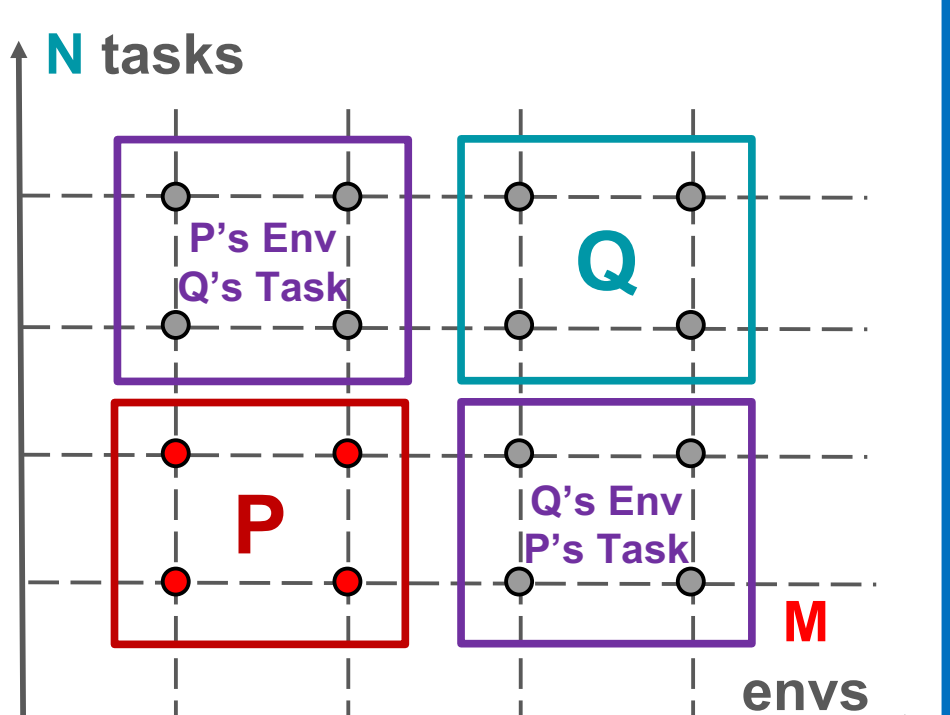 N tasks
P's Env
Q's Task
Q
P
Q's Env
P's Task
M
envs